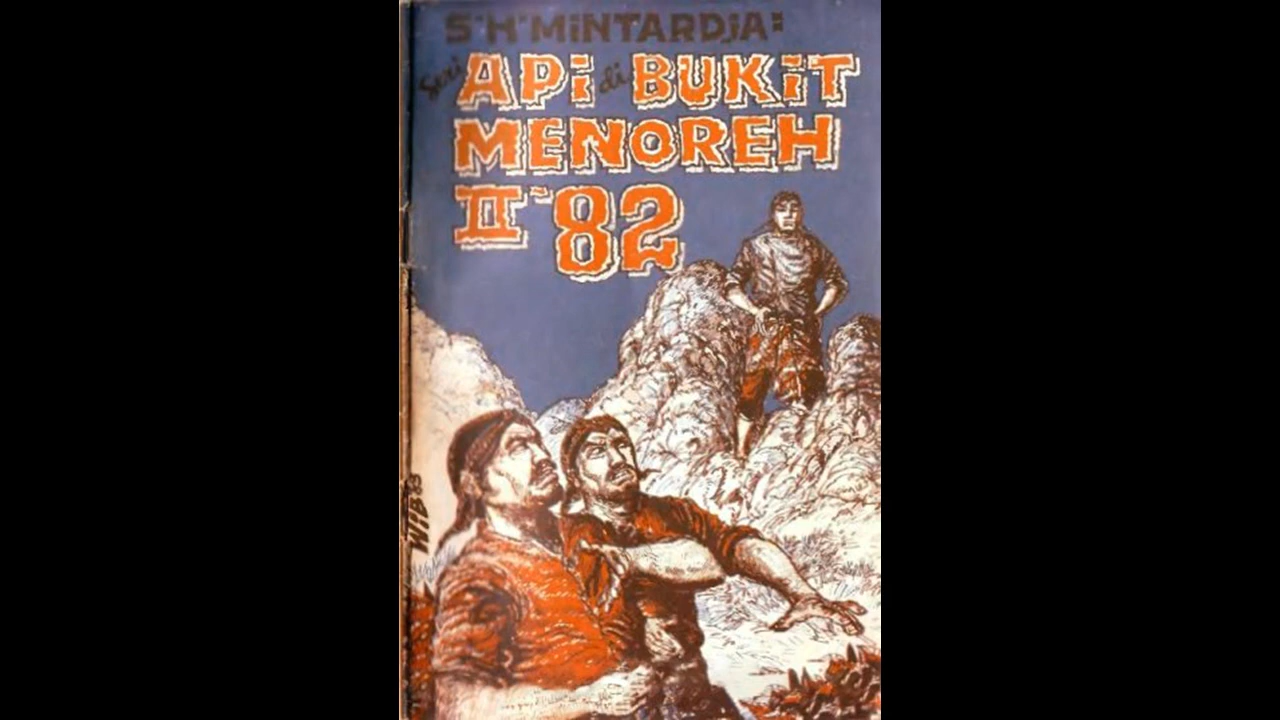 S·H·MiNTARDJA:
Seri APi di BUKiT
MENOREH
II-82
WiB